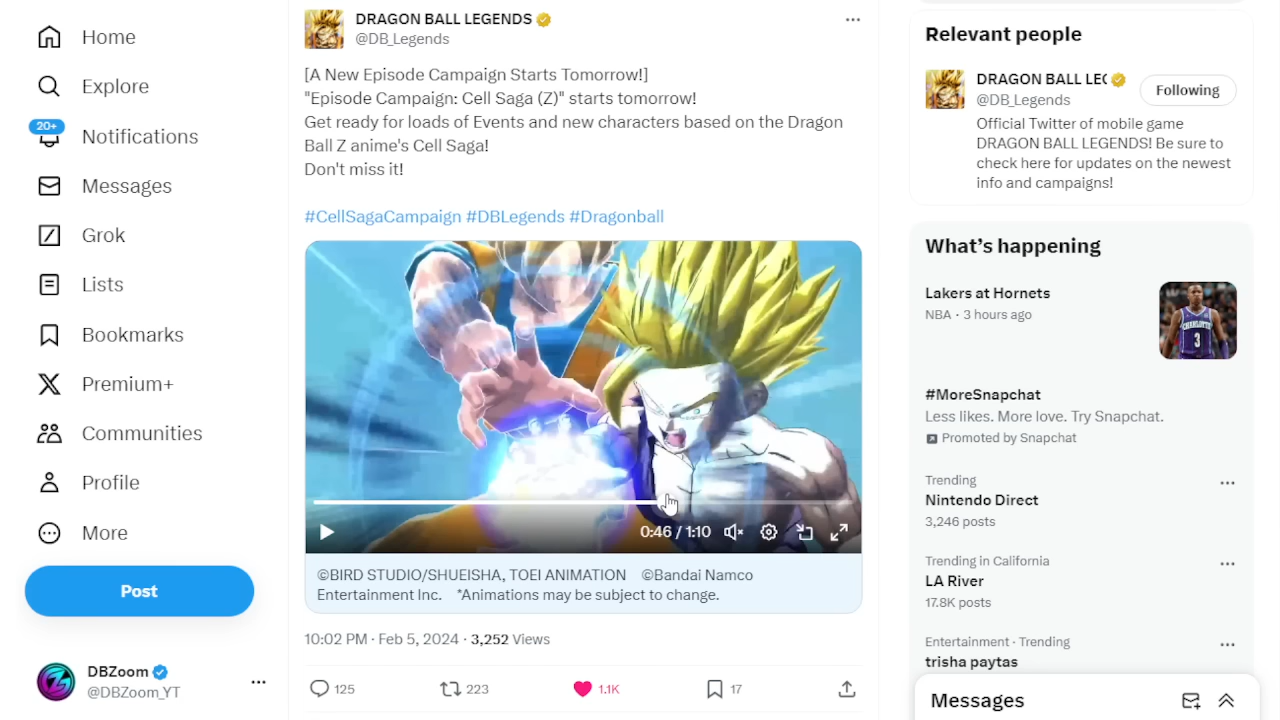 Home
Explore
20+
Notifications
Messages
Grok
Lists
Bookmarks
Premium+
Communities
Profile
More
Post
DBZoom
@DBZoom_YT
DRAGON BALL LEGENDS
@DB_Legends
[A New Episode Campaign Starts Tomorrow!]
"Episode Campaign: Cell Saga (Z)" starts tomorrow!
Get ready for loads of Events and new characters based on the Dragon
Ball Z anime's Cell Saga!
Don't miss it!
#CellSagaCampaign #DBLegends #Dragonball
0:46 / 1:10
©BIRD STUDIO/SHUEISHA, TOEI ANIMATION ©Bandai Namco
Entertainment Inc. *Animations may be subject to change.
10:02 PM · Feb 5, 2024 · 3,252 Views
125 223 1.1K 17
Relevant people
DRAGON BALL LEG
@DB_Legends
Following
Official Twitter of mobile game
DRAGON BALL LEGENDS! Be sure to
check here for updates on the newest
info and campaigns!
What's happening
Lakers at Hornets
NBA · 3 hours ago
CHARLOTTE
3
#MoreSnapchat
Less likes. More love. Try Snapchat.
Promoted by Snapchat
Trending
Nintendo Direct
3,246 posts
Trending in California
LA River
17.8K posts
Entertainment · Trending
trisha paytas
Messages